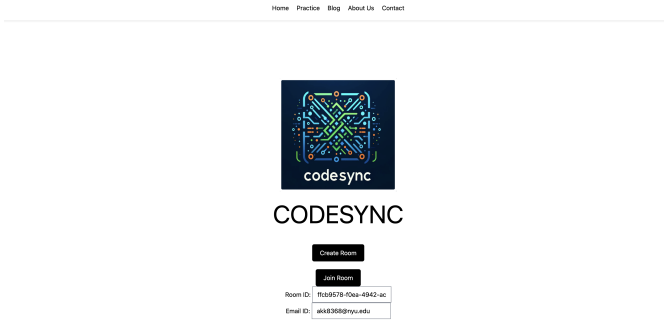 Home Practice Blog About Us Contact
codesync
CODESYNC
Create Room
Join Room
Room ID: ffcb9578-f0ea-4942-ac
Email ID: akk8368@nyu.edu